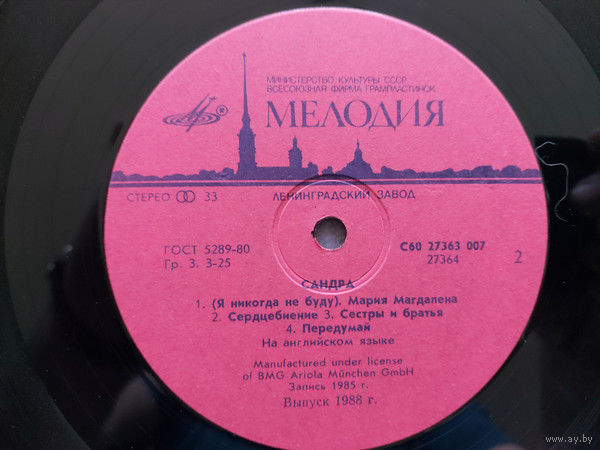 МИНИСТЕРСТВО КУЛЬТУРЫ СССР
ВСЕСОЮЗНАЯ ФИРМА ГРАМПЛАСТИНОК
®
МЕЛОДИЯ
СТЕРЕО 33
ЛЕНИНГРАДСКИЙ ЗАВОД
ГОСТ 5289-80
Гр. 3. 3-25
С60 27363 007
27364
2
САНДРА
1. (Я никогда не буду). Мария Магдалена
2. Сердцебиение 3. Сестры и братья
4. Передумай
На английском языке
Manufactured under license
of BMG Ariola München GmbH
Запись 1985 г.
Выпуск 1988 г.
www.ay.by